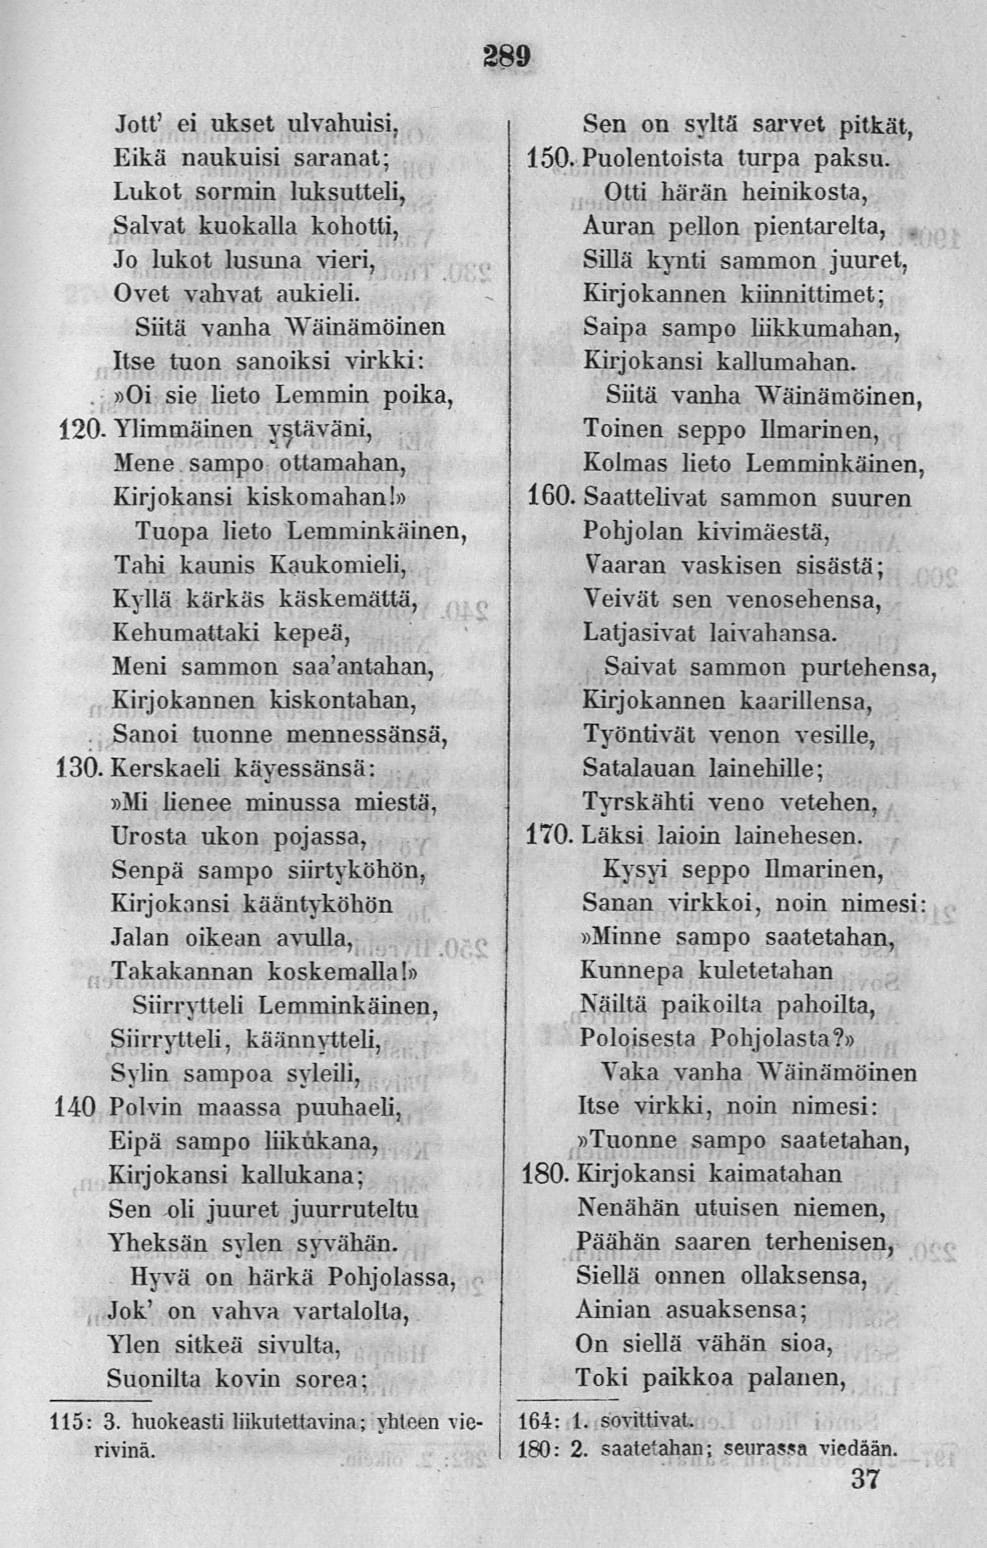 289
Jott' ei ukset ulvahuisi,
Eikä naukuisi saranat;
Lukot sormin luksutteli,
Salvat kuokalla kohotti,
Jo lukot lusuna vieri,
Ovet vahvat aukieli.
Siitä vanha Wäinämöinen
Itse tuon sanoiksi virkki:
»Oi sie lieto Lemmin poika,
120. Ylimmäinen ystäväni,
Mene sampo ottamahan,
Kirjokansi kiskomahan!»
Tuopa lieto Lemminkäinen,
Tahi kaunis Kaukomieli,
Kyllä kärkäs käskemättä,
Kehumattaki kepeä,
Meni sammon saa'antahan,
Kirjokannen kiskontahan,
Sanoi tuonne mennessänsä,
130. Kerskaeli käyessänsä:
»Mi lienee minussa miestä,
Urosta ukon pojassa,
Senpä sampo siirtyköhön,
Kirjokansi kääntyköhön
Jalan oikean avulla,
Takakannan koskemalla!»
Siirrytteli Lemminkäinen,
Siirrytteli, käännytteli,
Sylin sampoa syleili,
140 Polvin maassa puuhaeli,
Eipä sampo liikukana,
Kirjokansi kallukana;
Sen oli juuret juurruteltu
Yheksän sylen syvähän.
Hyvä on härkä Pohjolassa,
Jok' on vahva vartalolta,
Ylen sitkeä sivulta,
Suonilta kovin sorea;
115: 3. huokeasti liikutettavina; yhteen vie-
rivinä.
Sen on syltä sarvet pitkät,
150. Puolentoista turpa paksu.
Otti härän heinikosta,
Auran pellon pientarelta,
Sillä kynti sammon juuret,
Kirjokannen kiinnittimet;
Saipa sampo liikkumahan,
Kirjokansi kallumahan.
Siitä vanha Wäinämöinen,
Toinen seppo Ilmarinen,
Kolmas lieto Lemminkäinen,
160. Saattelivat sammon suuren
Pohjolan kivimäestä,
Vaaran vaskisen sisästä;
Veivät sen venosehensa,
Latjasivat laivahansa.
Saivat sammon purtehensa,
Kirjokannen kaarillensa,
Työntivät venon vesille,
Satalauan lainehille;
Tyrskähti veno vetehen,
170. Läksi laioin lainehesen.
Kysyi seppo Ilmarinen,
Sanan virkkoi, noin nimesi:
»Minne sampo saatetahan,
Kunnepa kuletetahan
Näiltä paikoilta pahoilta,
Poloisesta Pohjolasta?»
Vaka vanha Wäinämöinen
Itse virkki, noin nimesi:
»Tuonne sampo saatetahan,
180. Kirjokansi kaimatahan
Nenähän utuisen niemen,
Päähän saaren terhenisen,
Siellä onnen ollaksensa,
Ainian asuaksensa;
On siellä vähän sioa,
Toki paikkoa palanen,
164: 1. sovittivat.
180: 2. saatetahan; seurassa viedään.
37